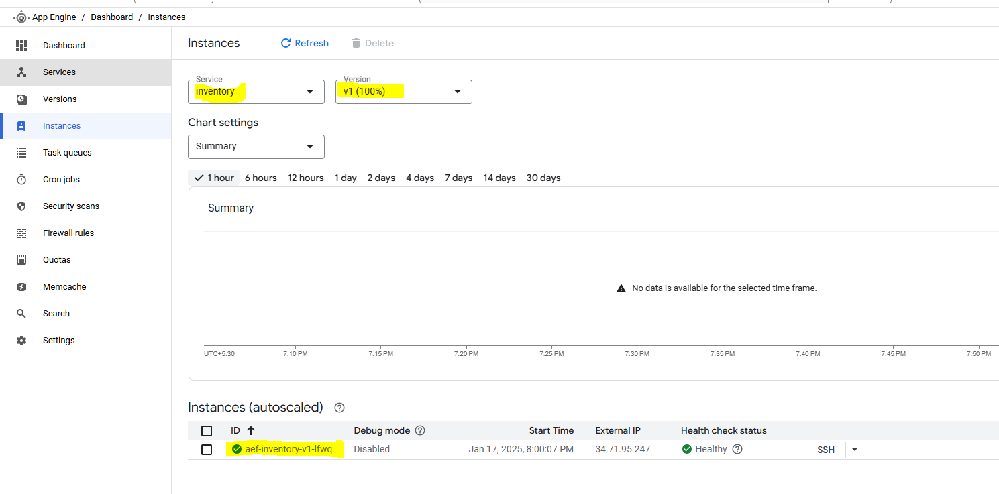 App Engine / Dashboard / Instances
Dashboard
Services
Versions
Instances
Task queues
Cron jobs
Security scans
Firewall rules
Quotas
Memcache
Search
Settings
Instances Refresh Delete
Service
inventory
Version
v1 (100%)
Chart settings
Summary
1 hour 6 hours 12 hours 1 day 2 days 4 days 7 days 14 days 30 days
Summary
No data is available for the selected time frame.
UTC+5:30 7:10 PM 7:15 PM 7:20 PM 7:25 PM 7:30 PM 7:35 PM 7:40 PM 7:45 PM 7:50 PM
Instances (autoscaled)
ID Debug mode Start Time External IP Health check status
aef-inventory-v1-lfwq Disabled Jan 17, 2025, 8:00:07 PM 34.71.95.247 Healthy SSH